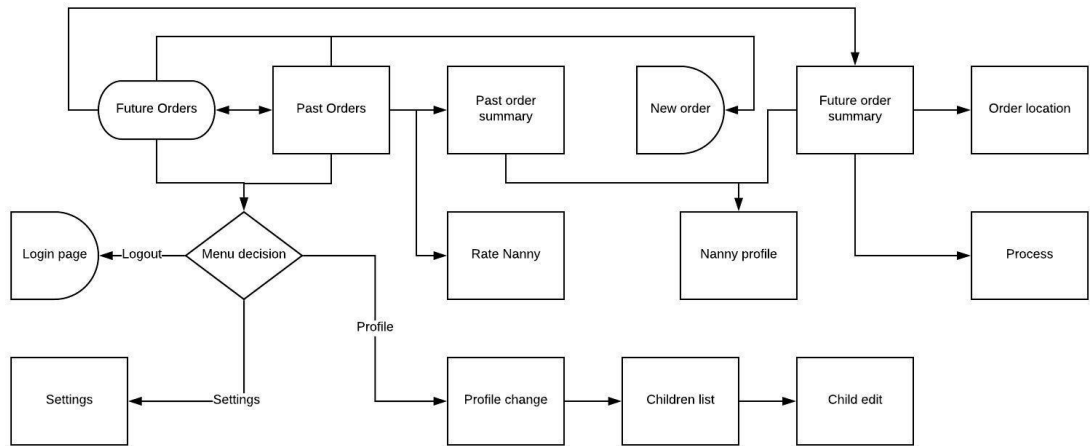 Future Orders
Past Orders
Past order
summary
New order
Future order
summary
Order location
Login page
Logout
Menu decision
Rate Nanny
Nanny profile
Process
Profile
Settings
Settings
Profile change
Children list
Child edit